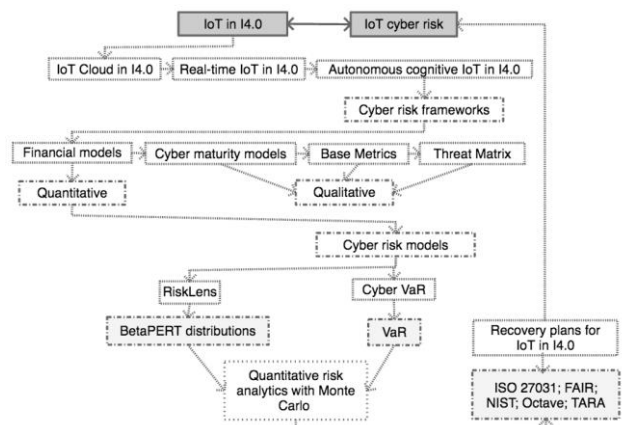 IoT in I4.0
IoT cyber risk
IoT Cloud in I4.0
Real-time IoT in I4.0
Autonomous cognitive IoT in I4.0
Cyber risk frameworks
Financial models
Cyber maturity models
Base Metrics
Threat Matrix
Quantitative
Qualitative
Cyber risk models
RiskLens
Cyber VaR
BetaPERT distributions
VaR
Recovery plans for
IoT in I4.0
Quantitative risk
analytics with Monte
Carlo
ISO 27031; FAIR;
NIST; Octave; TARA